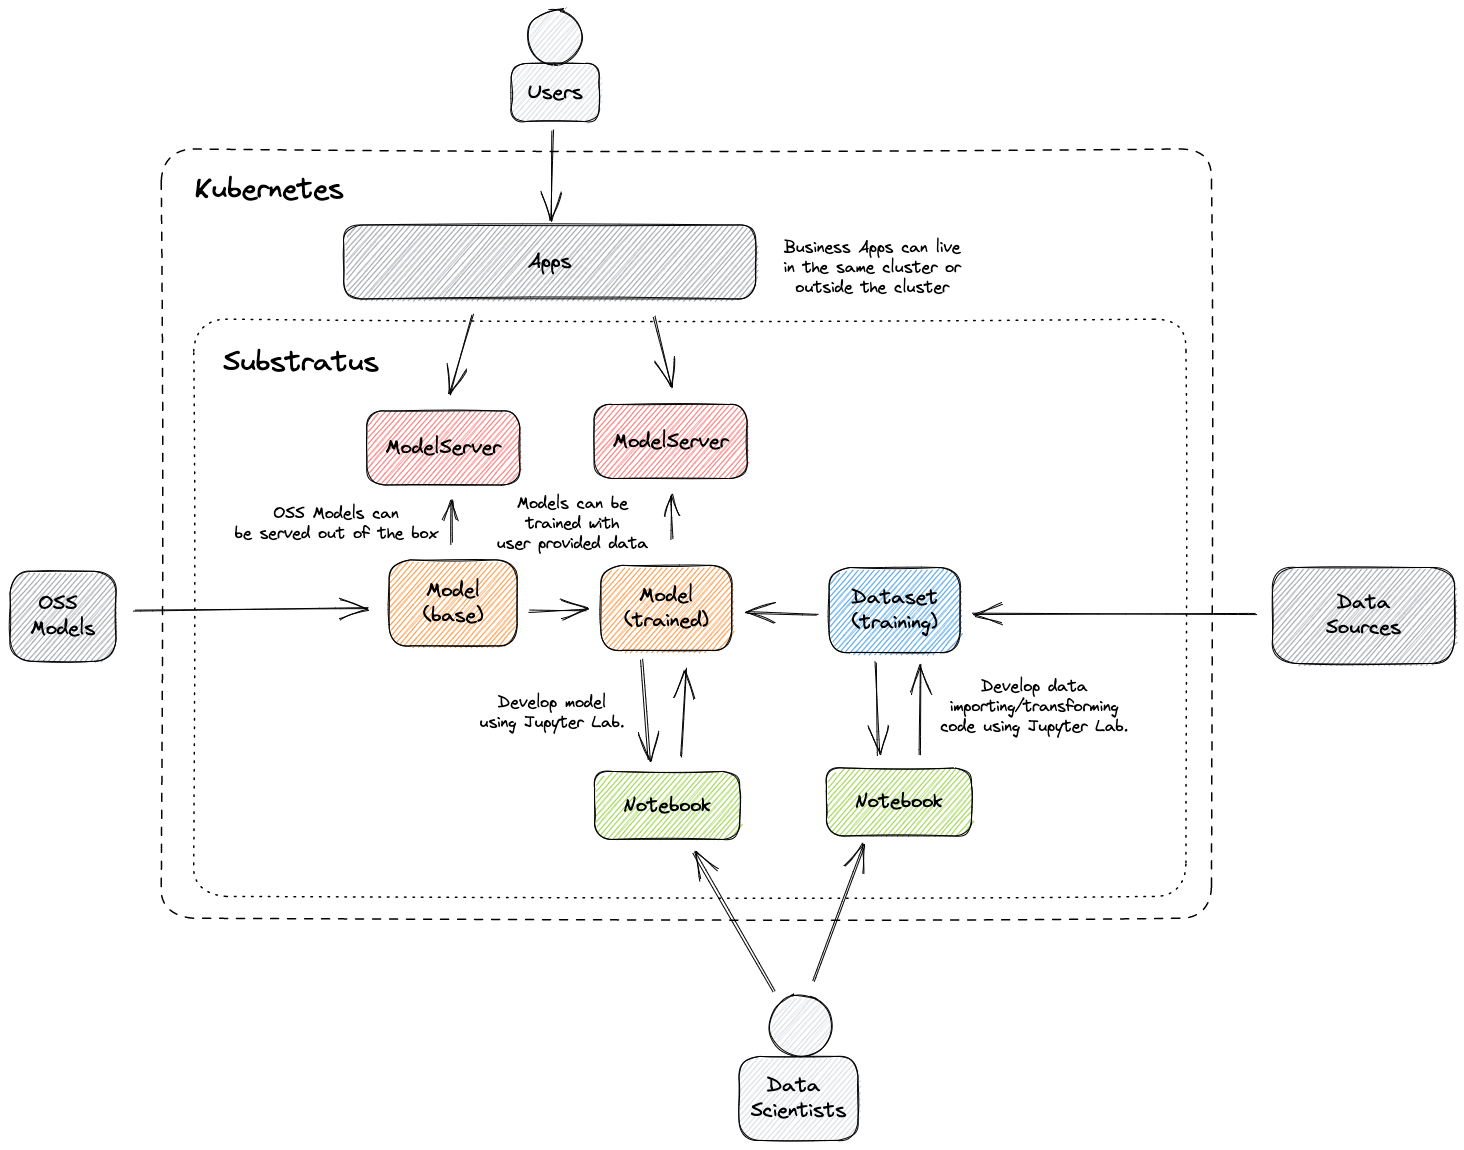 Users
Kubernetes
Apps
Business Apps can live
in the same cluster or
outside the cluster
Substratus
ModelServer
ModelServer
OSS Models can
be served out of the box
Models can be
trained with
user provided data
OSS
Models
Model
(base)
Model
(trained)
Dataset
(training)
Data
Sources
Develop model
using Jupyter Lab.
Develop data
importing/transforming
code using Jupyter Lab.
Notebook
Notebook
Data
Scientists